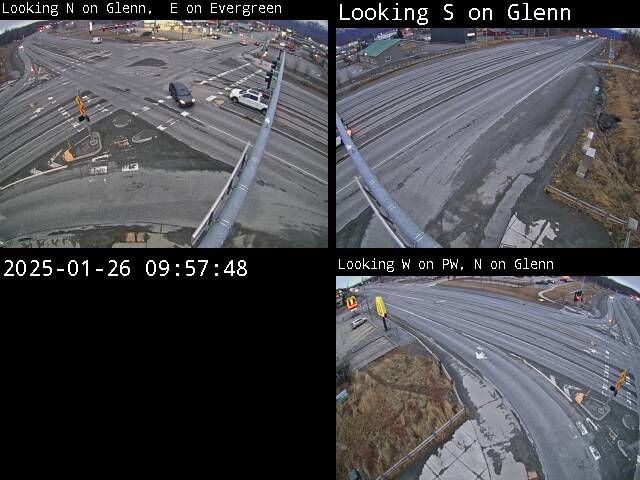 Looking N on Glenn,  E on Evergreen
Looking S on Glenn
2025-01-26 09:57:48
Looking W on PW, N on Glenn